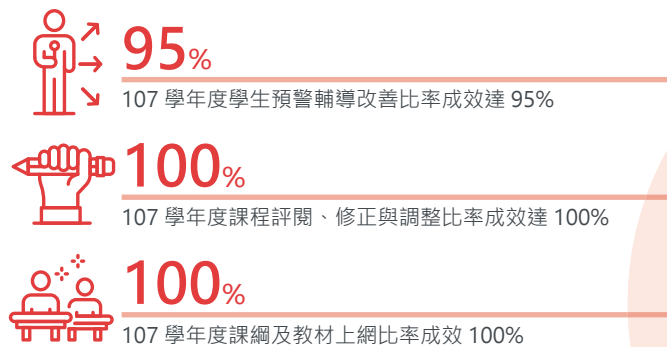 95%
107 學年度學生預警輔導改善比率成效達 95%
100%
107 學年度課程評閱、修正與調整比率成效達 100%
100%
107 學年度課綱及教材上網比率成效 100%